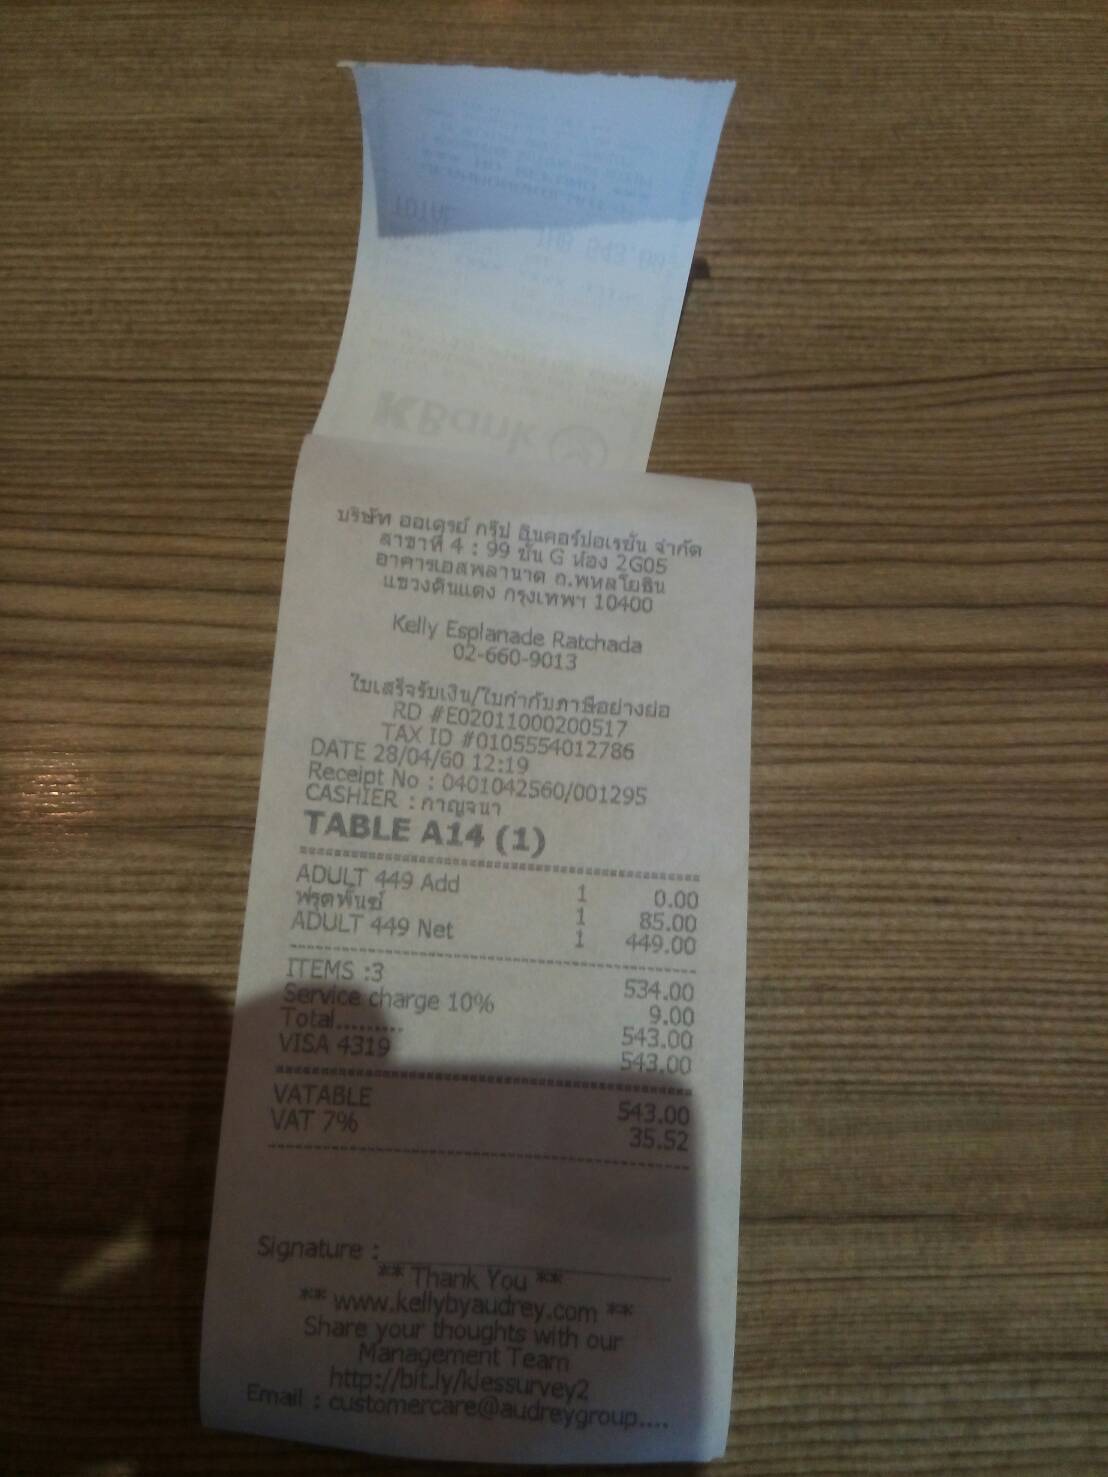 บริษัท ออเดรย์ กรุ๊ป อินคอร์ปอเรชั่น จำกัด
สาขาที่ 4 : 99 ชั้น G ห้อง 2G05
อาคารเอสพลานาด ถ.พหลโยธิน
แขวงดินแดง กรุงเทพฯ 10400
Kelly Esplanade Ratchada
02-660-9013
ใบเสร็จรับเงิน/ใบกำกับภาษีอย่างย่อ
RD #E02011000200517
TAX ID #0105554012786
DATE 28/04/60 12:19
Receipt No : 0401042560/001295
CASHIER : กาญจนา
TABLE A14 (1)
ADULT 449 Add 1 0.00
ฟรุตพั้นช์ 1 85.00
ADULT 449 Net 1 449.00
ITEMS :3 534.00
Service charge 10% 9.00
Total......... 543.00
VISA 4319 543.00
VATABLE 543.00
VAT 7% 35.52
Signature :
** Thank You **
** www.kellybyaudrey.com **
Share your thoughts with our
Management Team
http://bit.ly/klessurvey2
Email : customercare@audreygroup....
KBank
TOTAL THB 543.00